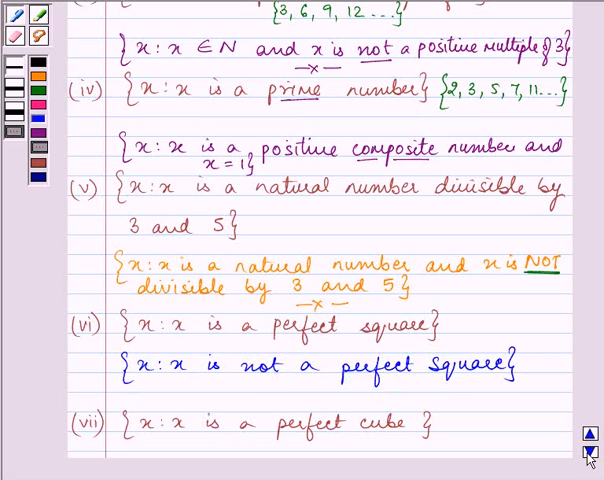 {3, 6, 9, 12 ....}
{x : x ∈ N and x is not a positive multiple of 3}
— x —
(iv) {x : x is a prime number} {2, 3, 5, 7, 11....}
{x : x is a positive composite number and
x = 1}
(v) {x : x is a natural number divisible by
3 and 5}
{x : x is a natural number and x is NOT
divisible by 3 and 5}
— x —
(vi) {x : x is a perfect square}
{x : x is not a perfect square}
(vii) {x : x is a perfect cube }